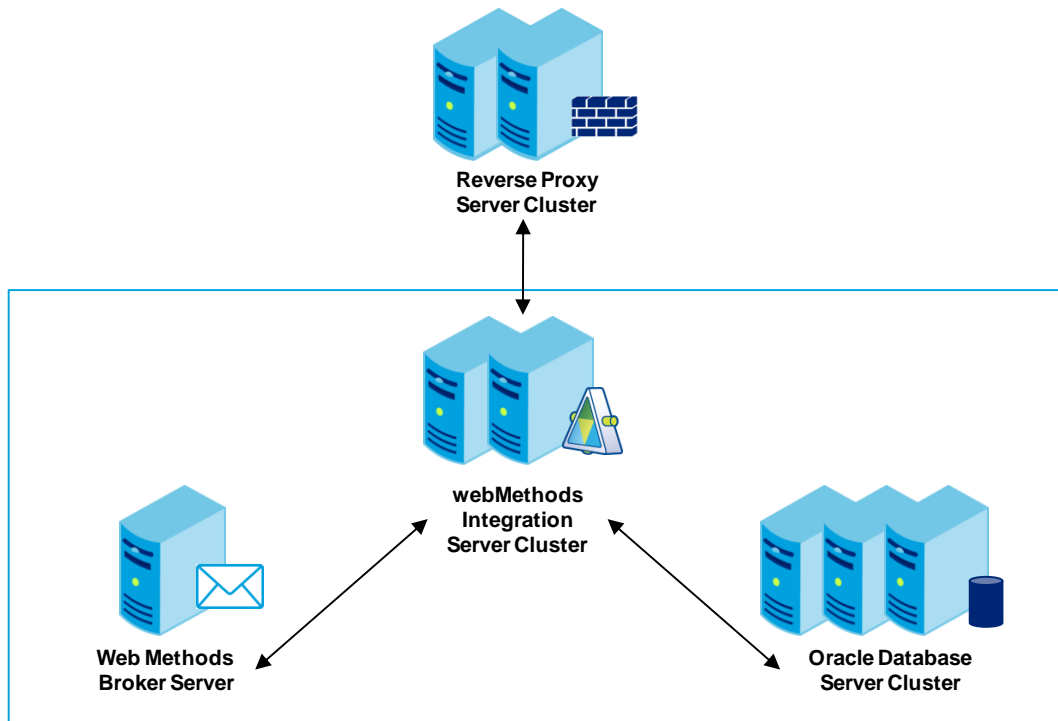 Reverse Proxy
Server Cluster
webMethods
Integration
Server Cluster
Web Methods
Broker Server
Oracle Database
Server Cluster